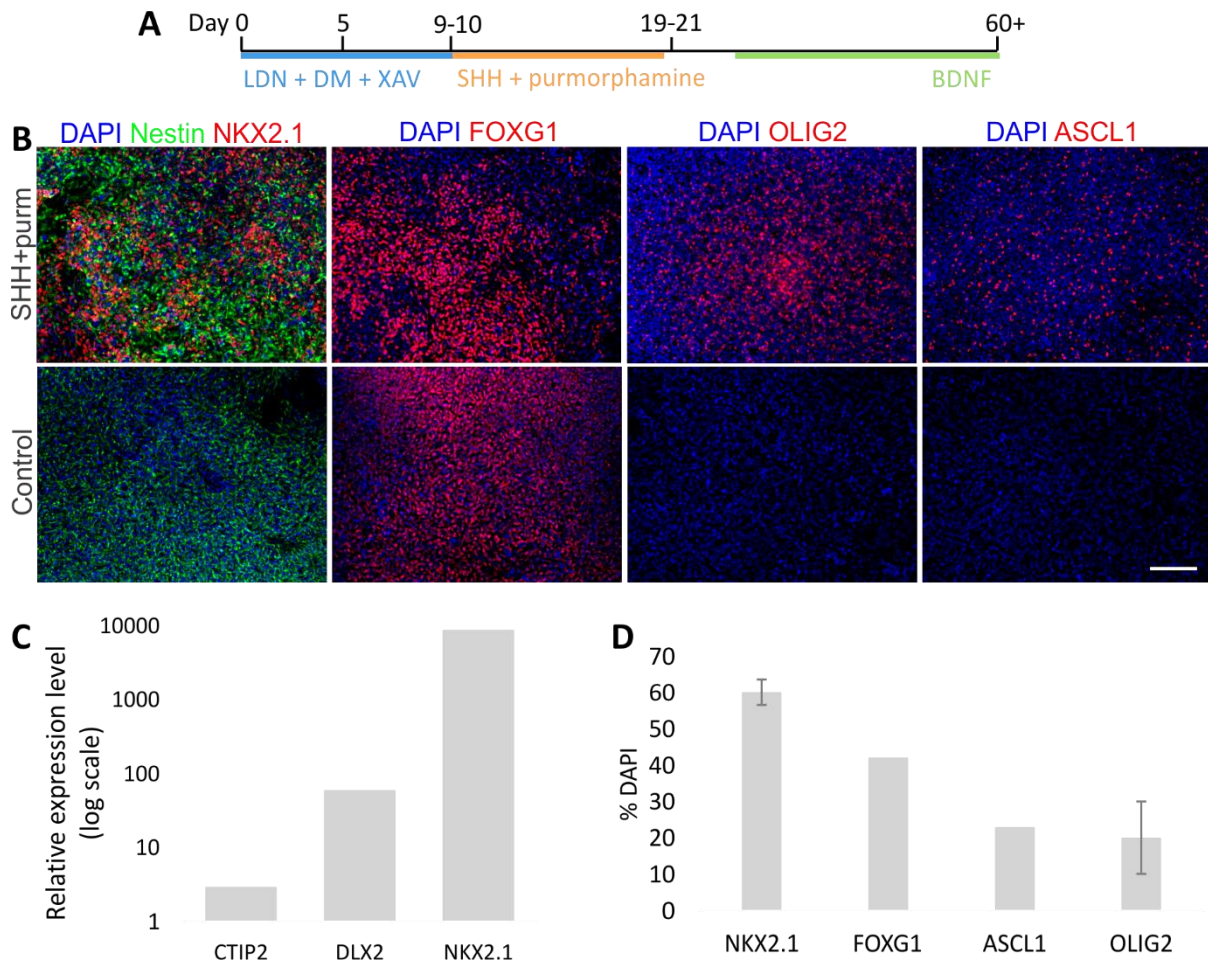 A
Day 0 5 9-10 19-21 60+
LDN + DM + XAV SHH + purmorphamine BDNF
B
DAPI Nestin NKX2.1 DAPI FOXG1 DAPI OLIG2 DAPI ASCL1
SHH+purm
Control
C
Relative expression level
(log scale)
10000
1000
100
10
1
CTIP2 DLX2 NKX2.1
D
% DAPI
70
60
50
40
30
20
10
0
NKX2.1 FOXG1 ASCL1 OLIG2